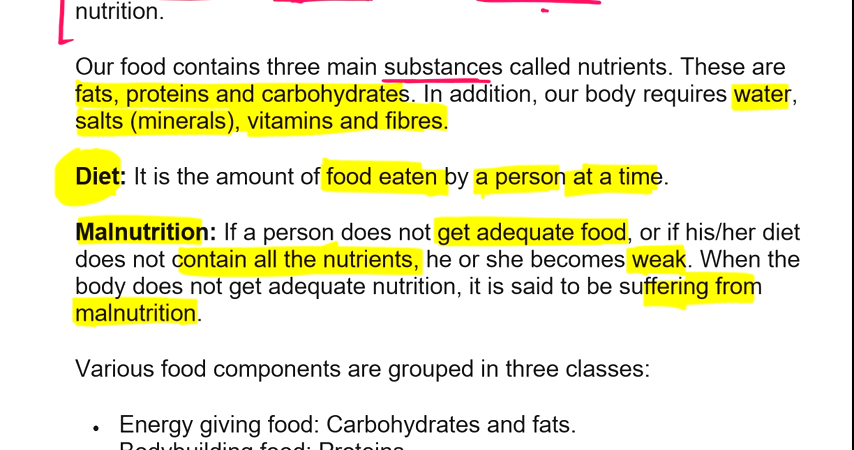 nutrition.
Our food contains three main substances called nutrients. These are
fats, proteins and carbohydrates. In addition, our body requires water,
salts (minerals), vitamins and fibres.
Diet: It is the amount of food eaten by a person at a time.
Malnutrition: If a person does not get adequate food, or if his/her diet
does not contain all the nutrients, he or she becomes weak. When the
body does not get adequate nutrition, it is said to be suffering from
malnutrition.
Various food components are grouped in three classes:
• Energy giving food: Carbohydrates and fats.
Bodybuilding food: Proteins